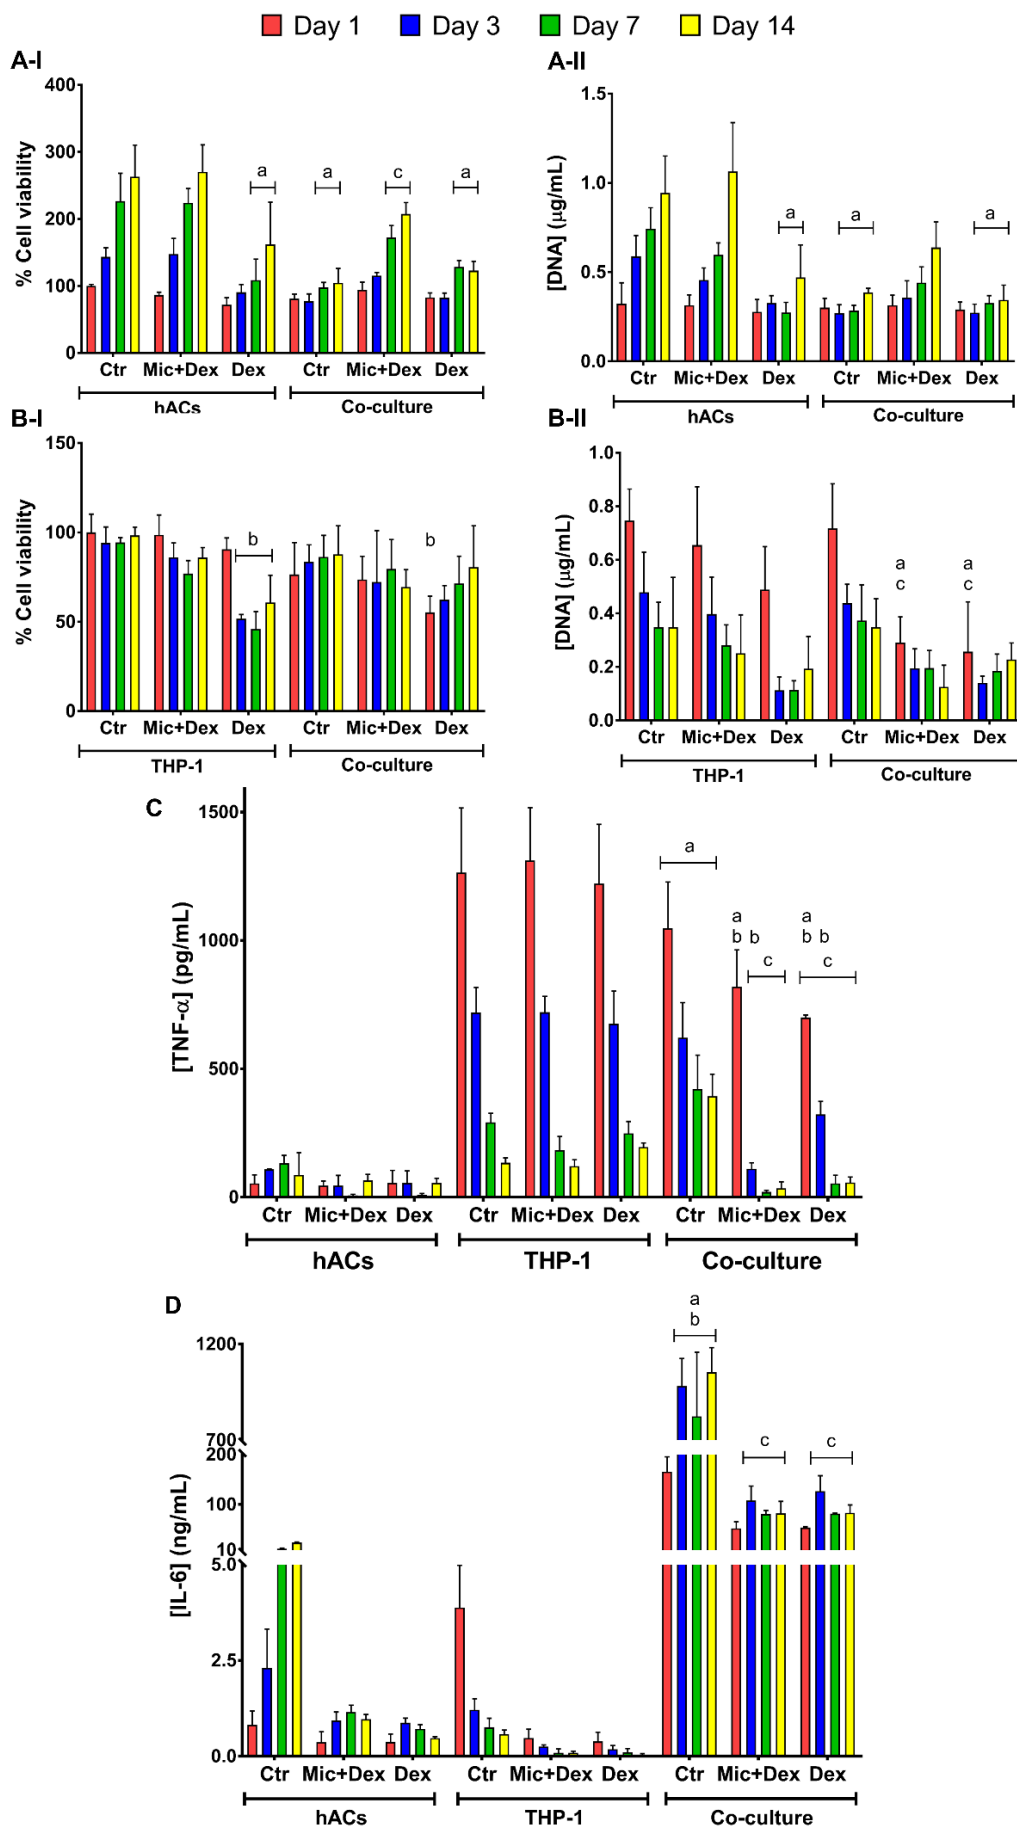 Day 1 Day 3 Day 7 Day 14
A-I
% Cell viability
400
300
200
100
0
a a c a
Ctr Mic+Dex Dex Ctr Mic+Dex Dex
hACs Co-culture
A-II
[DNA] (μg/mL)
1.5
1.0
0.5
0.0
a a a
Ctr Mic+Dex Dex Ctr Mic+Dex Dex
hACs Co-culture
B-I
% Cell viability
150
100
50
0
b b
Ctr Mic+Dex Dex Ctr Mic+Dex Dex
THP-1 Co-culture
B-II
[DNA] (μg/mL)
1.0
0.8
0.6
0.4
0.2
0.0
a a
c c
Ctr Mic+Dex Dex Ctr Mic+Dex Dex
THP-1 Co-culture
C
[TNF-α] (pg/mL)
1500
1000
500
0
a
a a
b b b b
c c
Ctr Mic+Dex Dex Ctr Mic+Dex Dex Ctr Mic+Dex Dex
hACs THP-1 Co-culture
D
[IL-6] (ng/mL)
1200
700
200
100
10
5.0
2.5
0.0
a
b
c c
Ctr Mic+Dex Dex Ctr Mic+Dex Dex Ctr Mic+Dex Dex
hACs THP-1 Co-culture